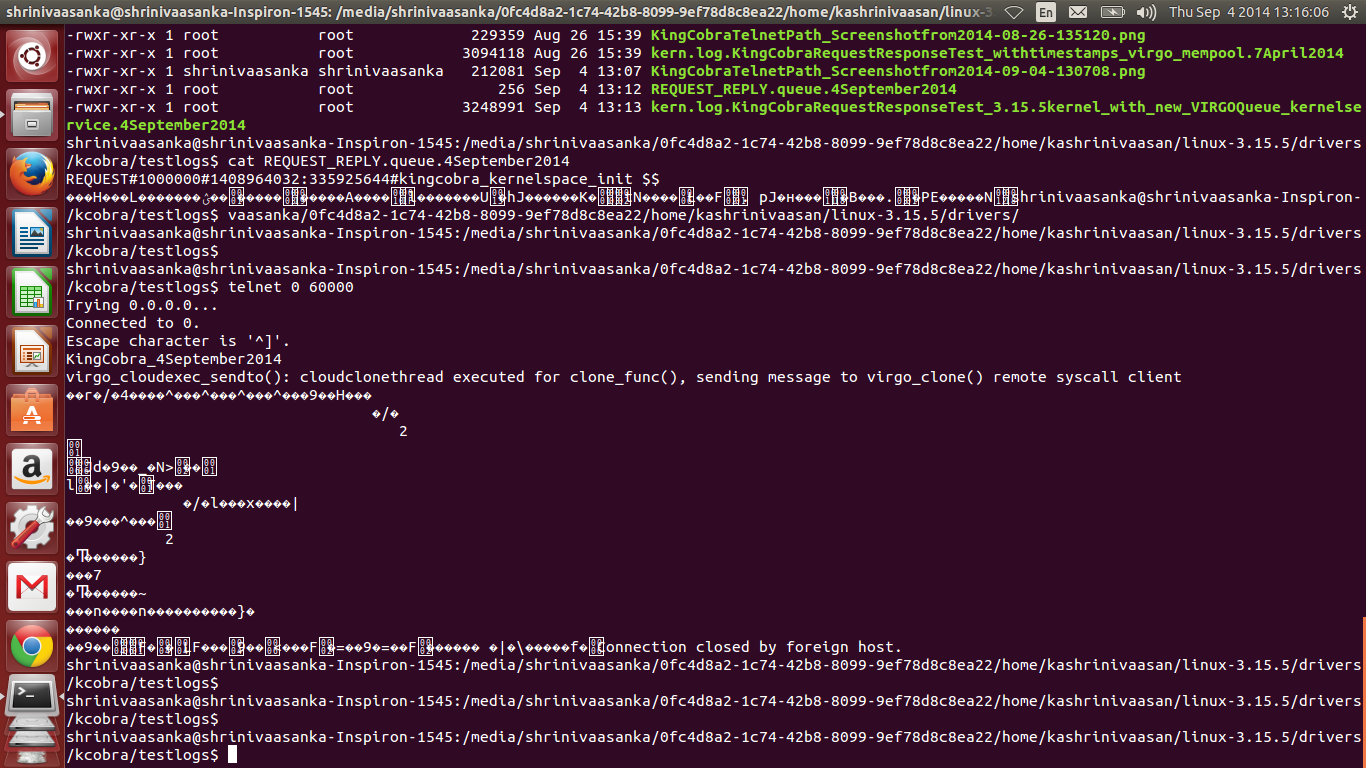 shrinivaasanka@shrinivaasanka-Inspiron-1545: /media/shrinivaasanka/0fc4d8a2-1c74-42b8-8099-9ef78d8c8ea22/home/kashrinivaasan/linux-3 En Thu Sep 4 2014 13:16:06
-rwxr-xr-x 1 root root 229359 Aug 26 15:39 KingCobraTelnetPath_Screenshotfrom2014-08-26-135120.png
-rwxr-xr-x 1 root root 3094118 Aug 26 15:39 kern.log.KingCobraRequestResponseTest_withtimestamps_virgo_mempool.7April2014
-rwxr-xr-x 1 shrinivaasanka shrinivaasanka 212081 Sep 4 13:07 KingCobraTelnetPath_Screenshotfrom2014-09-04-130708.png
-rwxr-xr-x 1 root root 256 Sep 4 13:12 REQUEST_REPLY.queue.4September2014
-rwxr-xr-x 1 root root 3248991 Sep 4 13:13 kern.log.KingCobraRequestResponseTest_3.15.5kernel_with_new_VIRGOQueue_kernelse
rvice.4September2014
shrinivaasanka@shrinivaasanka-Inspiron-1545:/media/shrinivaasanka/0fc4d8a2-1c74-42b8-8099-9ef78d8c8ea22/home/kashrinivaasan/linux-3.15.5/drivers
/kcobra/testlogs$ cat REQUEST_REPLY.queue.4September2014
REQUEST#1000000#1408964032:335925644#kingcobra_kernelspace_init $$
shrinivaasanka@shrinivaasanka-Inspiron-
/kcobra/testlogs$ vaasanka/0fc4d8a2-1c74-42b8-8099-9ef78d8c8ea22/home/kashrinivaasan/linux-3.15.5/drivers/
shrinivaasanka@shrinivaasanka-Inspiron-1545:/media/shrinivaasanka/0fc4d8a2-1c74-42b8-8099-9ef78d8c8ea22/home/kashrinivaasan/linux-3.15.5/drivers
/kcobra/testlogs$
shrinivaasanka@shrinivaasanka-Inspiron-1545:/media/shrinivaasanka/0fc4d8a2-1c74-42b8-8099-9ef78d8c8ea22/home/kashrinivaasan/linux-3.15.5/drivers
/kcobra/testlogs$ telnet 0 60000
Trying 0.0.0.0...
Connected to 0.
Escape character is '^]'.
KingCobra_4September2014
virgo_cloudexec_sendto(): cloudclonethread executed for clone_func(), sending message to virgo_clone() remote syscall client
��r�/�4����^���^���^���^���9��H���
�/�
2
�/�l���x����|
2
���7
���n����n����������}�
������
Connection closed by foreign host.
shrinivaasanka@shrinivaasanka-Inspiron-1545:/media/shrinivaasanka/0fc4d8a2-1c74-42b8-8099-9ef78d8c8ea22/home/kashrinivaasan/linux-3.15.5/drivers
/kcobra/testlogs$
shrinivaasanka@shrinivaasanka-Inspiron-1545:/media/shrinivaasanka/0fc4d8a2-1c74-42b8-8099-9ef78d8c8ea22/home/kashrinivaasan/linux-3.15.5/drivers
/kcobra/testlogs$
shrinivaasanka@shrinivaasanka-Inspiron-1545:/media/shrinivaasanka/0fc4d8a2-1c74-42b8-8099-9ef78d8c8ea22/home/kashrinivaasan/linux-3.15.5/drivers
/kcobra/testlogs$